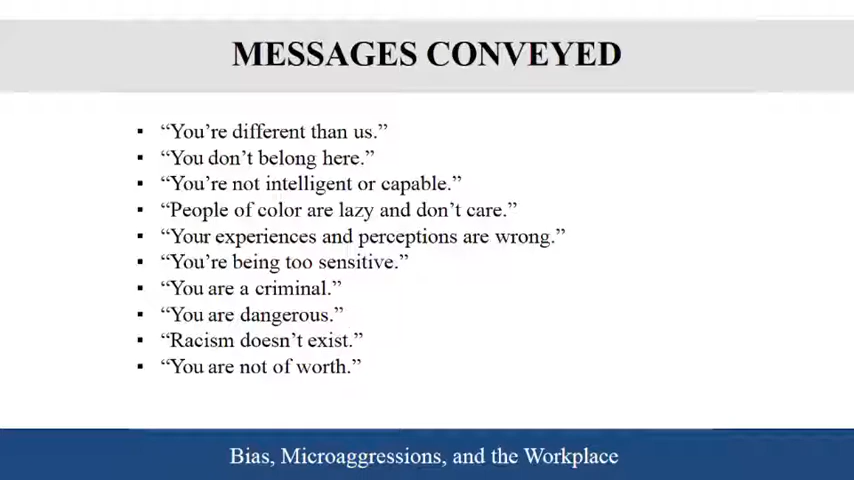 MESSAGES CONVEYED
▪ “You’re different than us.”
▪ “You don’t belong here.”
▪ “You’re not intelligent or capable.”
▪ “People of color are lazy and don’t care.”
▪ “Your experiences and perceptions are wrong.”
▪ “You’re being too sensitive.”
▪ “You are a criminal.”
▪ “You are dangerous.”
▪ “Racism doesn’t exist.”
▪ “You are not of worth.”
Bias, Microaggressions, and the Workplace